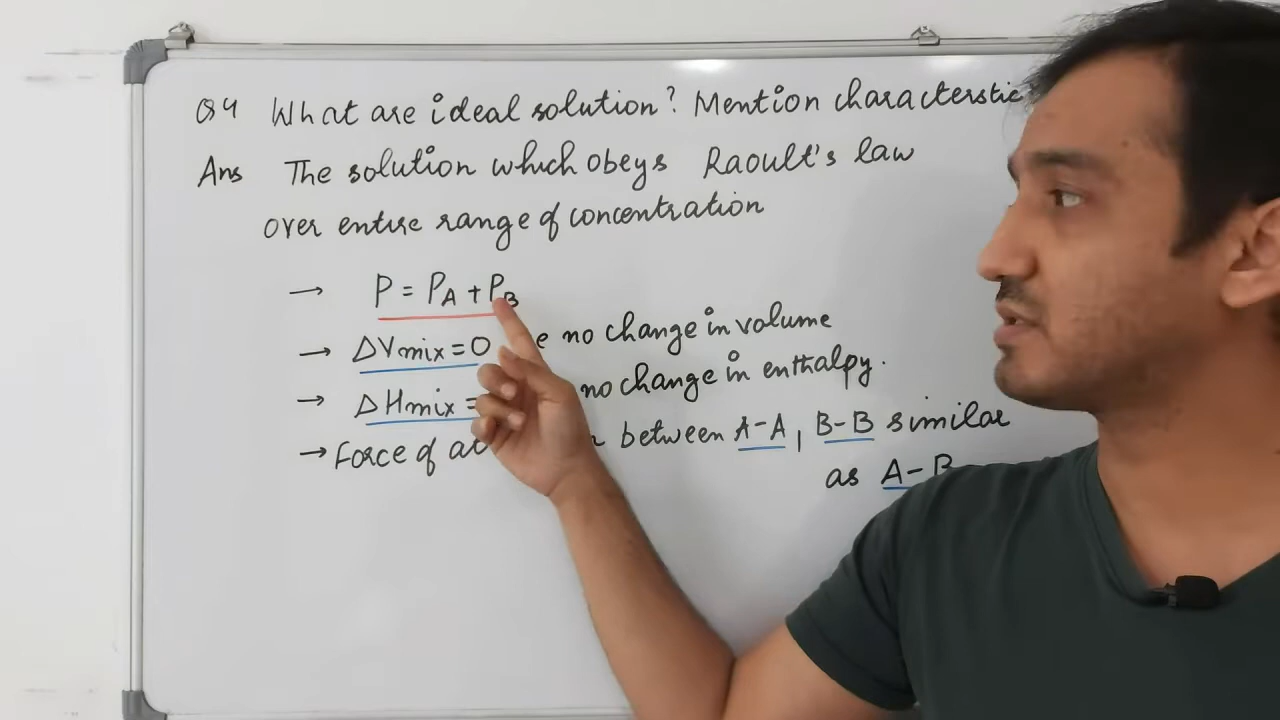 Q4 What are ideal solution? Mention characterstic
Ans The solution which obeys Raoult's law
over entire range of concentration
→ P = PA + PB
→ ΔVmix=0 no change in volume
→ ΔHmix= no change in enthalpy.
→ Force of between A-A, B-B similar
as A-B